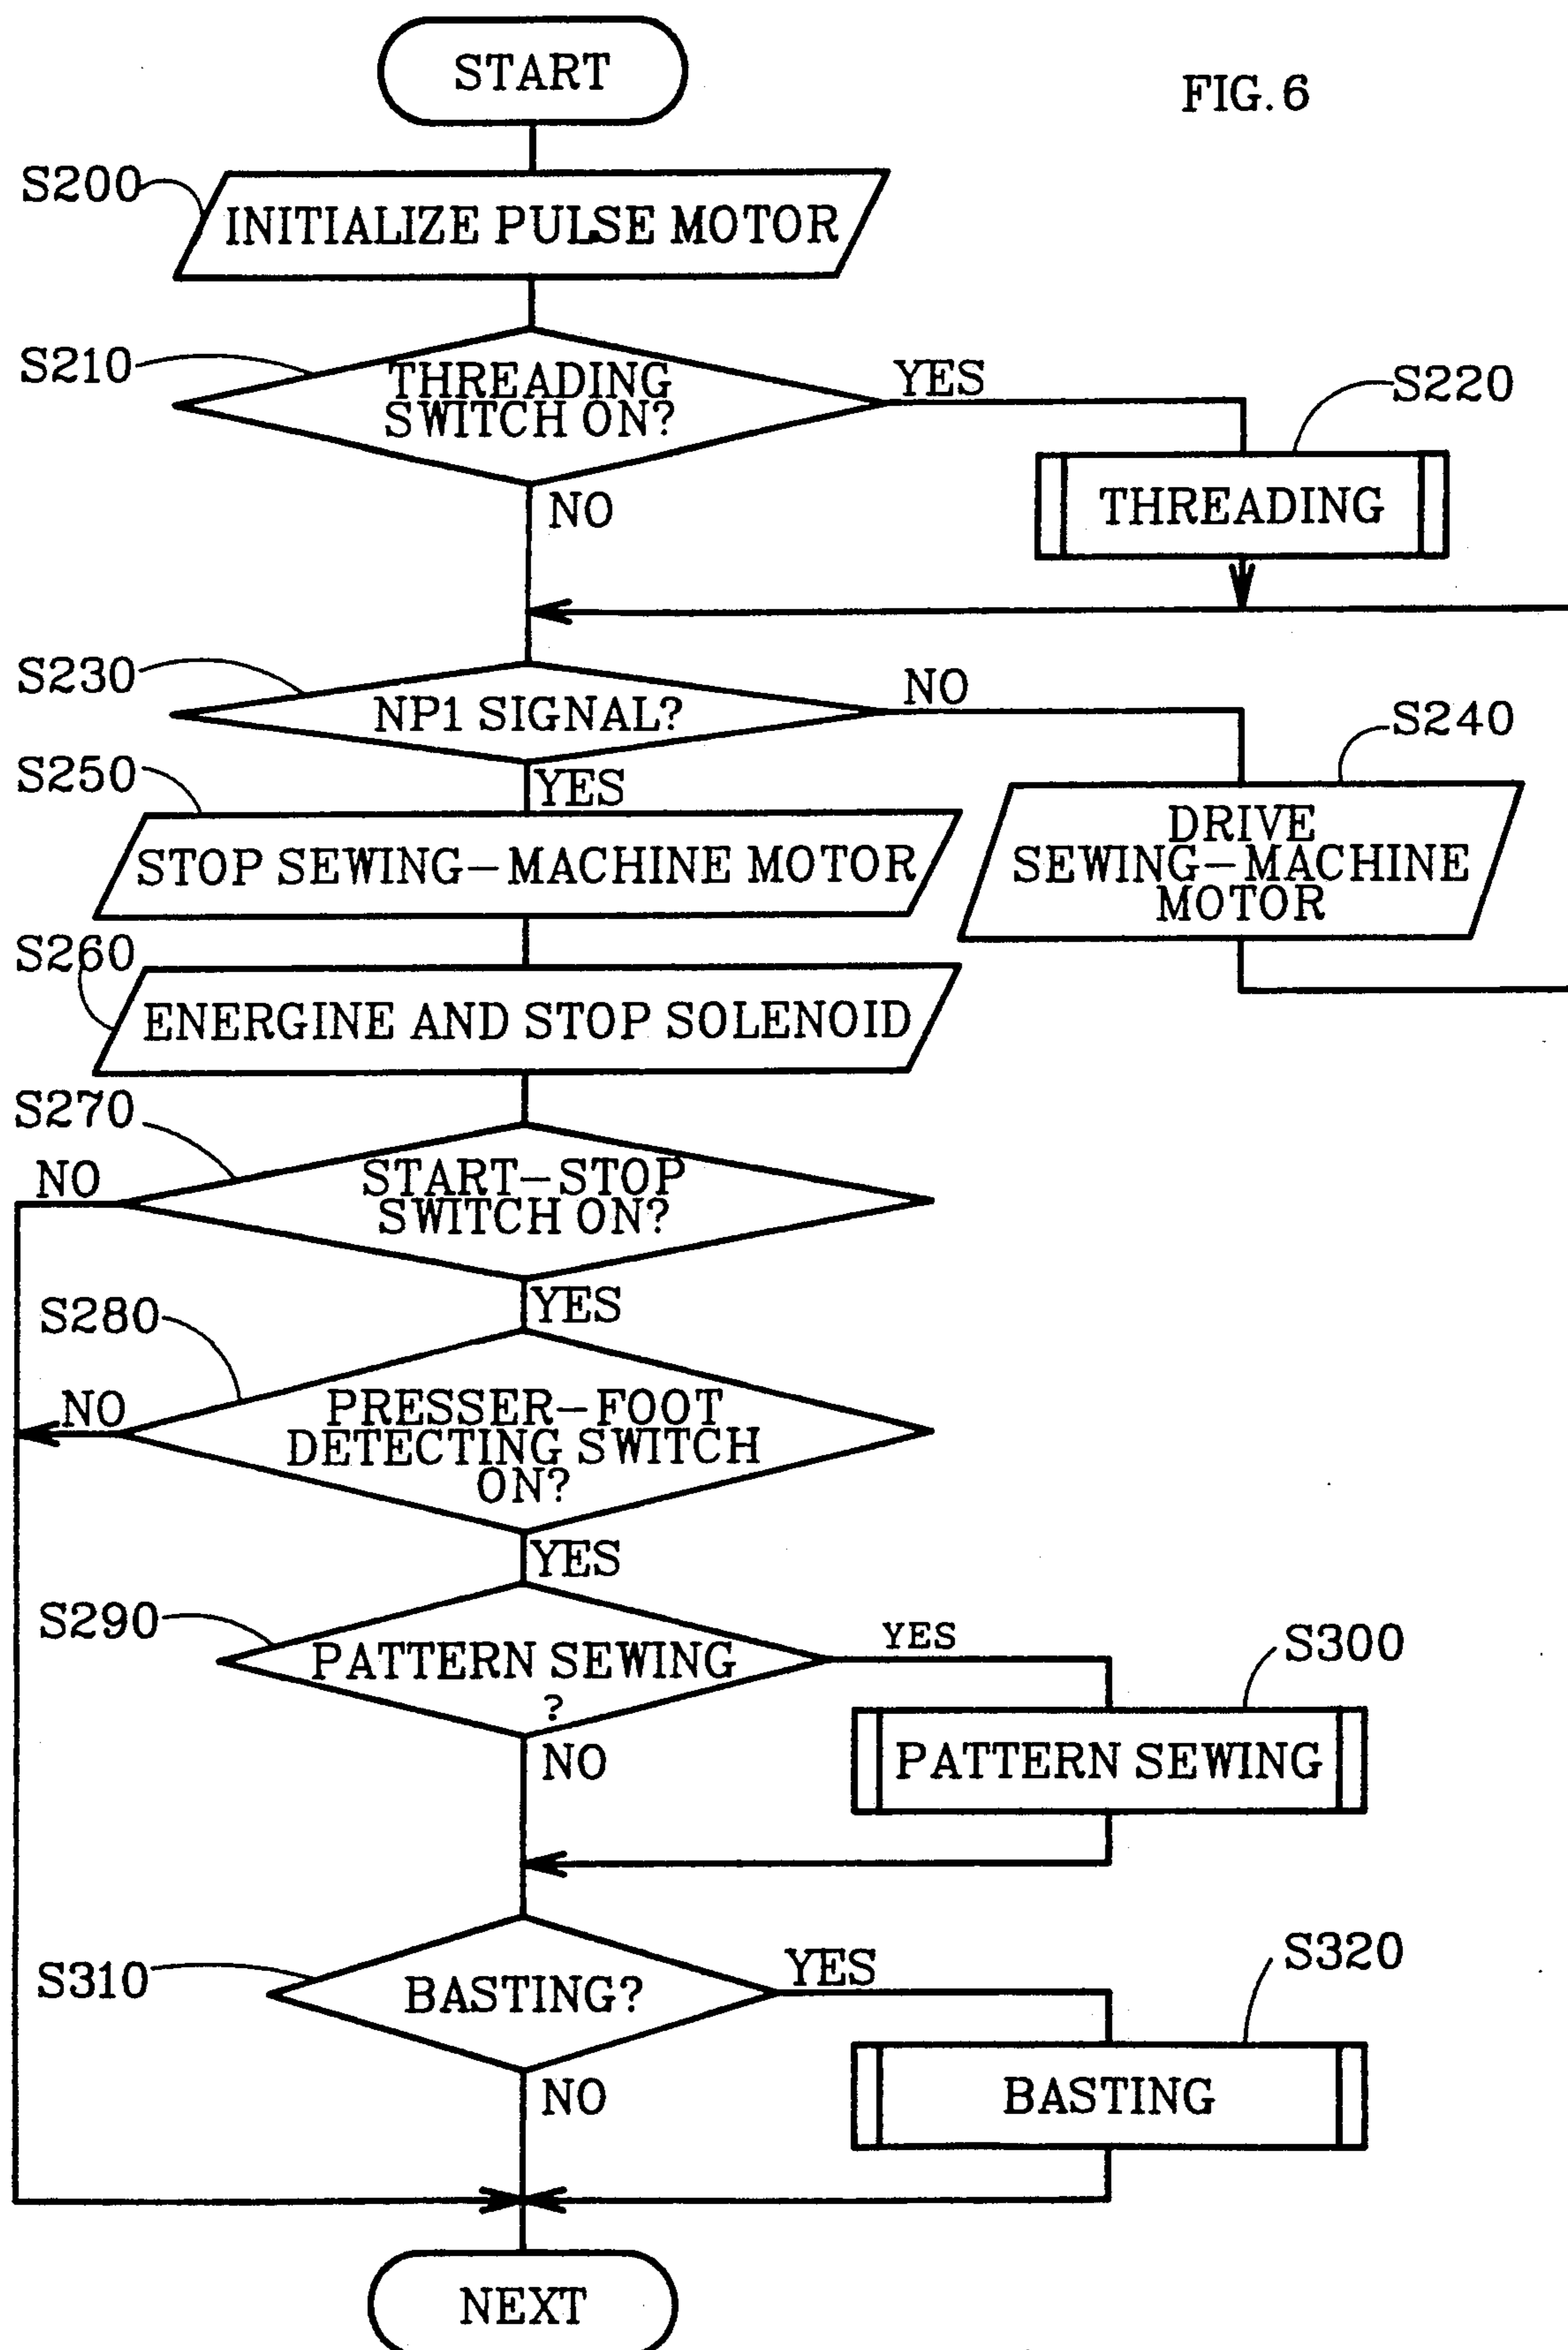 START
FIG. 6
S200
INITIALIZE PULSE MOTOR
S210
THREADING
SWITCH ON?
YES
S220
THREADING
NO
S230
NP1 SIGNAL?
NO
S240
DRIVE
SEWING-MACHINE
MOTOR
S250
YES
STOP SEWING-MACHINE MOTOR
S260
ENERGINE AND STOP SOLENOID
S270
NO
START-STOP
SWITCH ON?
YES
S280
NO
PRESSER-FOOT
DETECTING SWITCH
ON?
YES
S290
PATTERN SEWING
?
YES
S300
PATTERN SEWING
NO
S310
BASTING?
YES
S320
BASTING
NO
NEXT